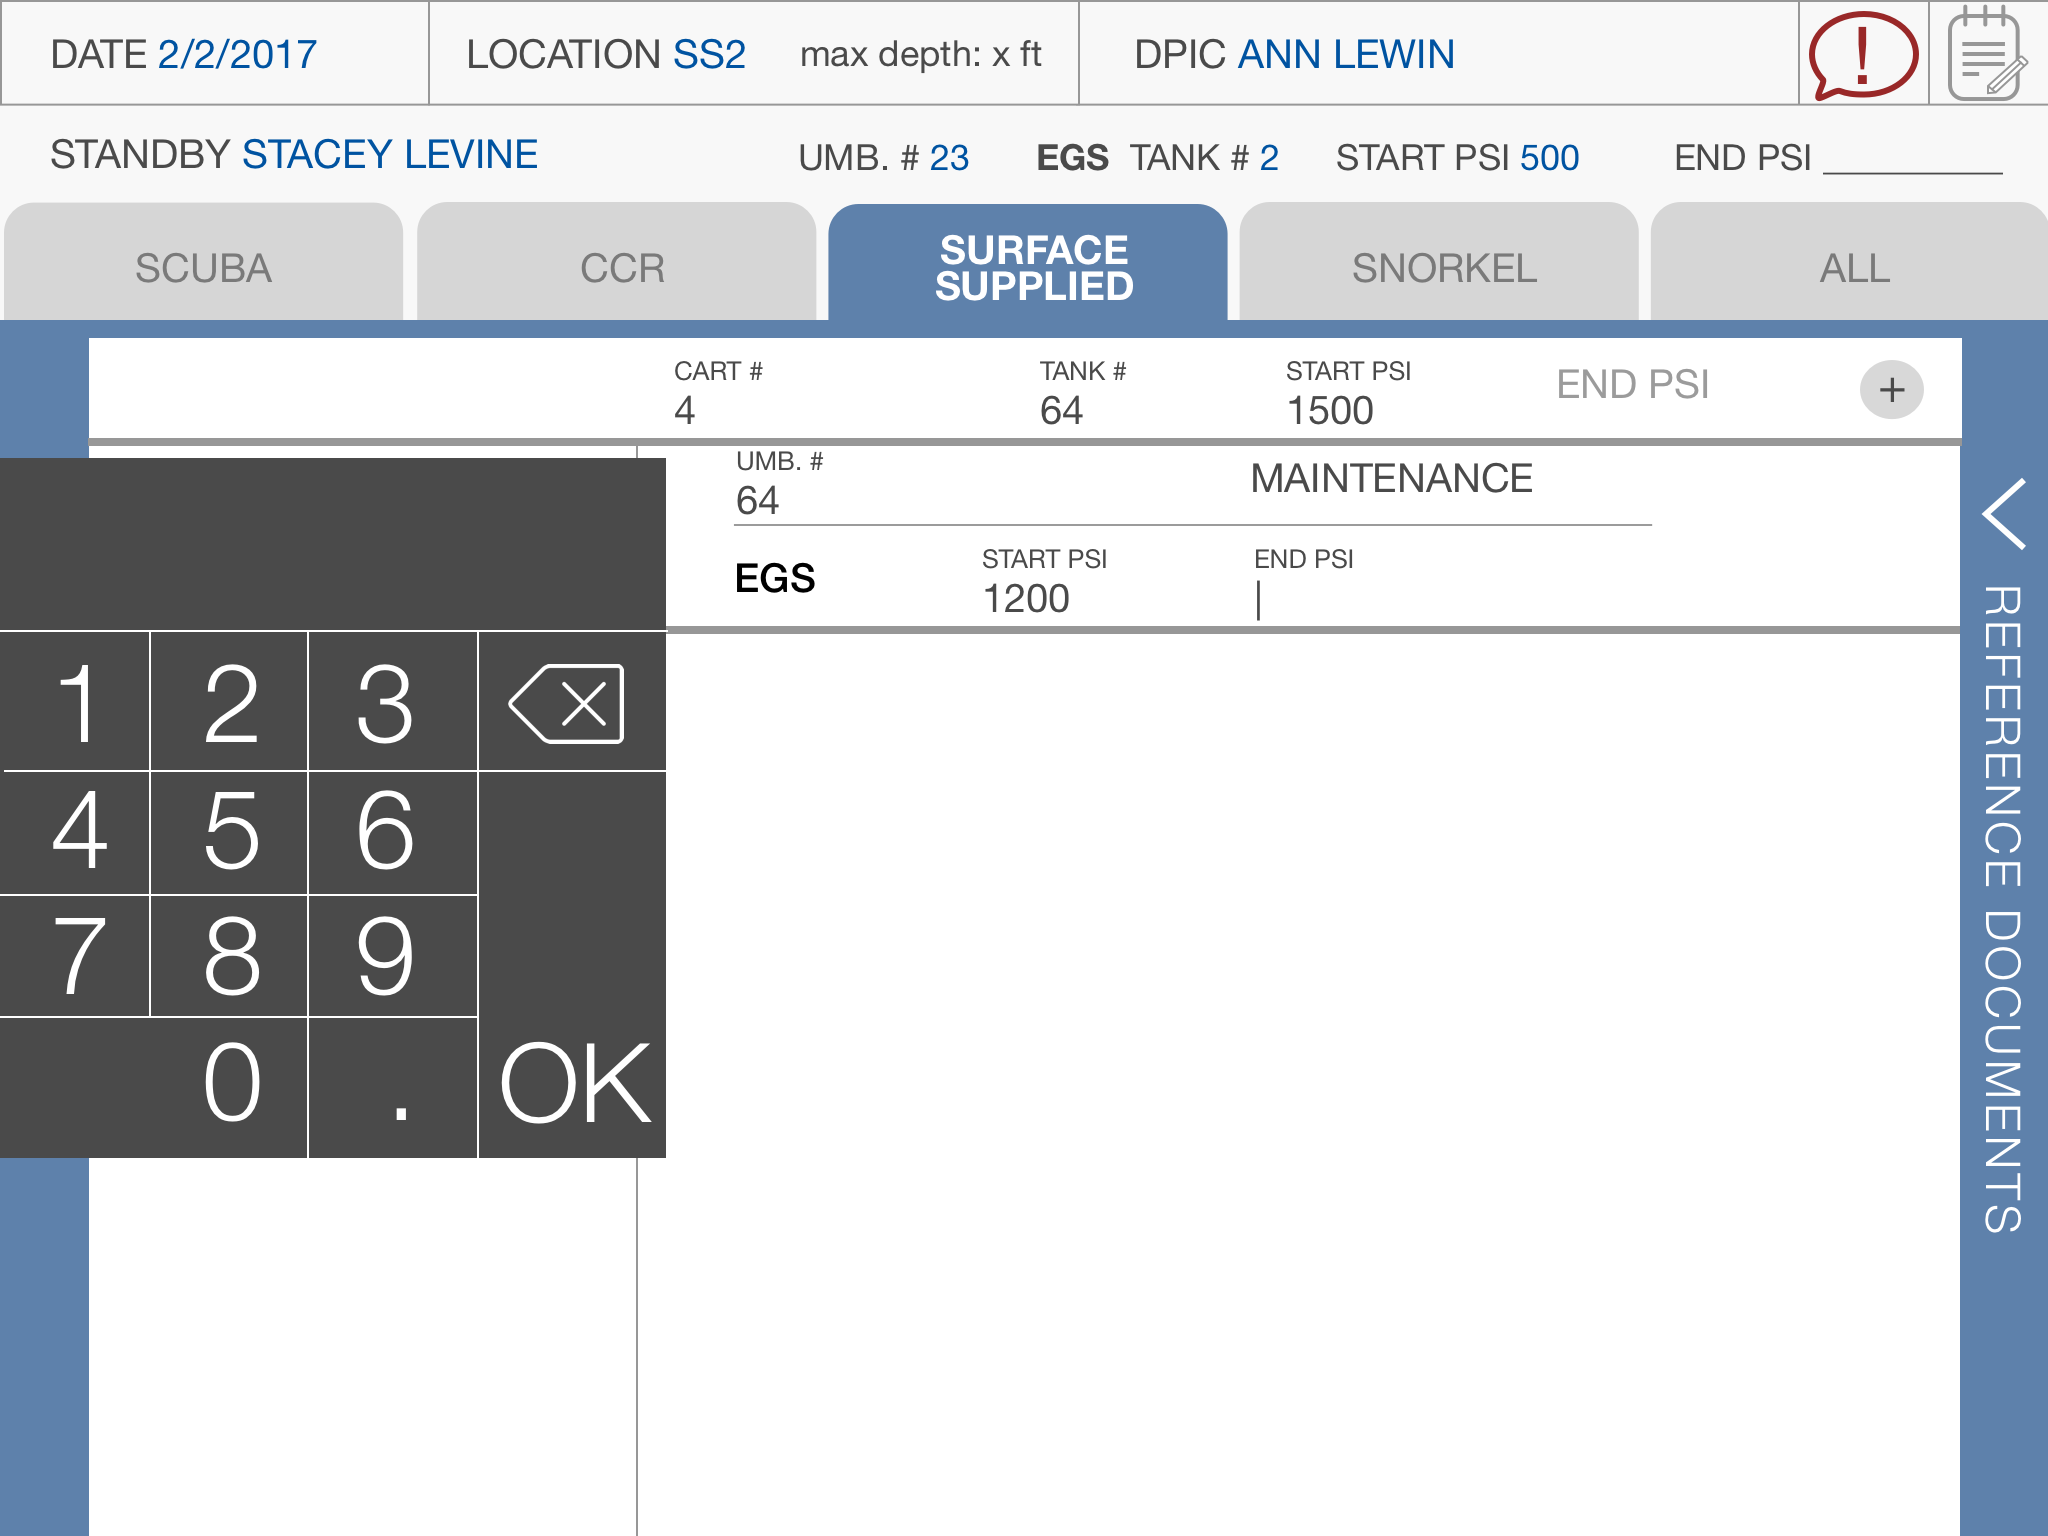 DATE 2/2/2017
LOCATION SS2 max depth: x ft
DPIC ANN LEWIN
!
STANDBY STACEY LEVINE
UMB. # 23 EGS TANK # 2 START PSI 500 END PSI
SCUBA
CCR
SURFACE
SUPPLIED
SNORKEL
ALL
CART #
4
TANK #
64
START PSI
1500
END PSI
+
UMB. #
64
MAINTENANCE
EGS
START PSI
1200
END PSI
1 2 3
4 5 6
7 8 9
0 . OK
REFERENCE DOCUMENTS